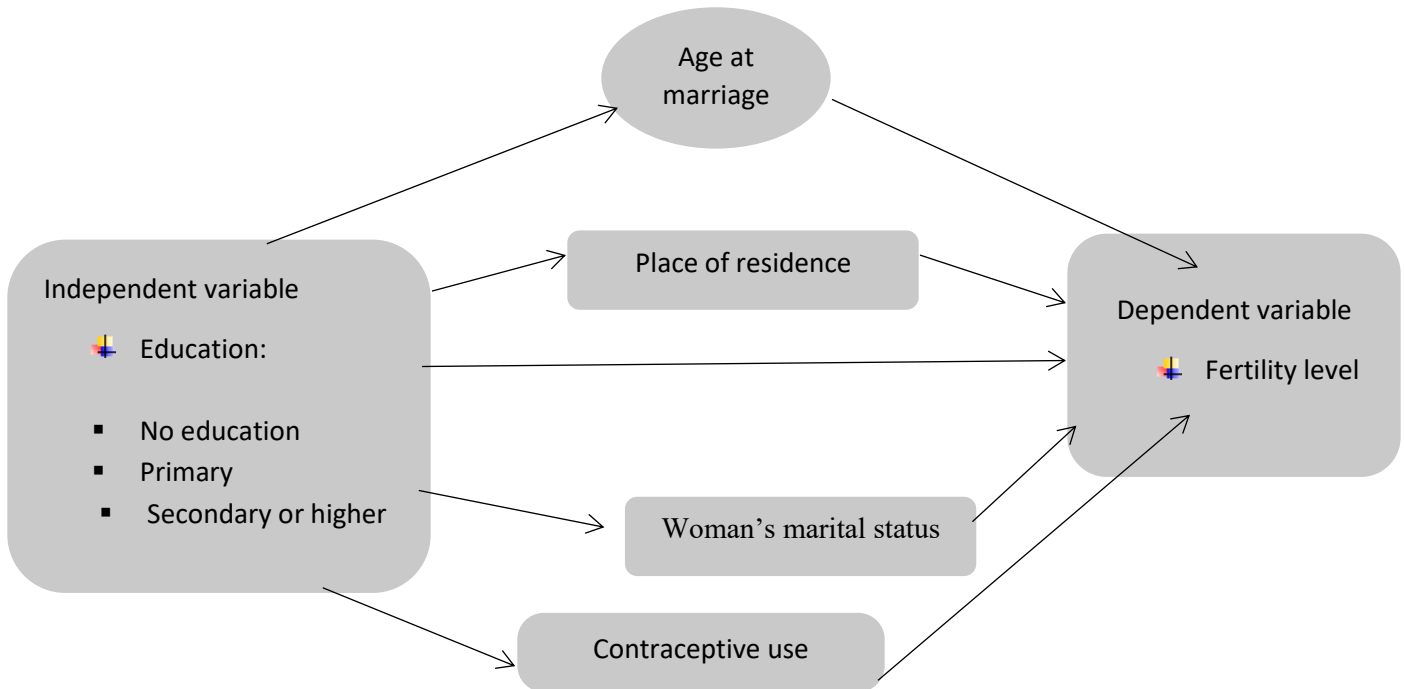 Age at
marriage
Place of residence
Independent variable
Education:
No education
Primary
Secondary or higher
Dependent variable
Fertility level
Woman’s marital status
Contraceptive use